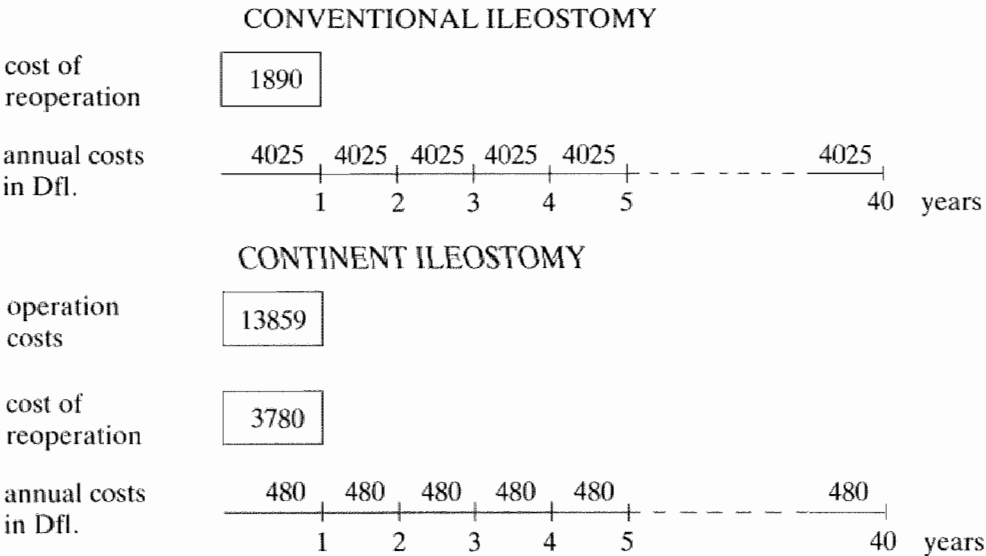 CONVENTIONAL ILEOSTOMY
cost of
reoperation
1890
annual costs
in Dfl.
4025 4025 4025 4025 4025 4025
1 2 3 4 5 40 years
CONTINENT ILEOSTOMY
operation
costs
13859
cost of
reoperation
3780
annual costs
in Dfl.
480 480 480 480 480 480
1 2 3 4 5 40 years